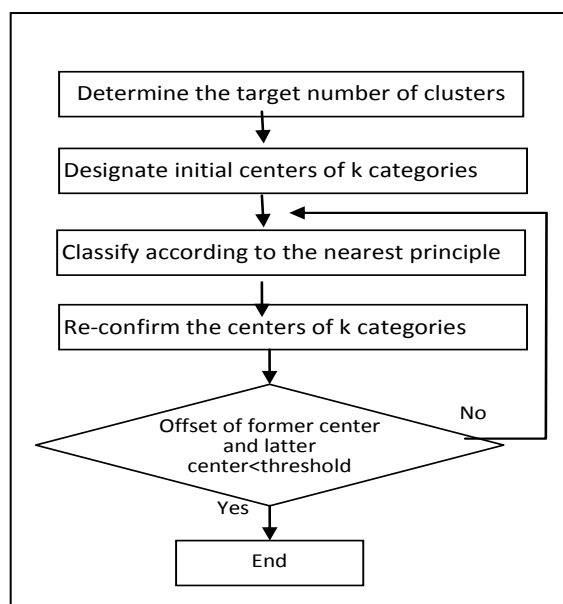 Determine the target number of clusters
Designate initial centers of k categories
Classify according to the nearest principle
Re-confirm the centers of k categories
Offset of former center
and latter
center<threshold
No
Yes
End